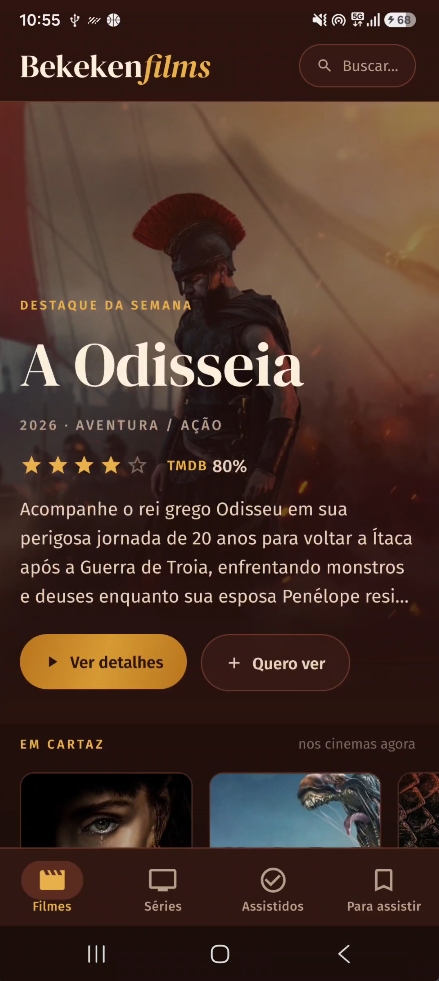 10:55
5G
68
Bekekenfilms
Buscar...
DESTAQUE DA SEMANA
A Odisseia
2026 · AVENTURA / AÇÃO
TMDB 80%
Acompanhe o rei grego Odisseu em sua
perigosa jornada de 20 anos para voltar a Ítaca
após a Guerra de Troia, enfrentando monstros
e deuses enquanto sua esposa Penélope resi...
Ver detalhes
Quero ver
EM CARTAZ
nos cinemas agora
Filmes
Séries
Assistidos
Para assistir